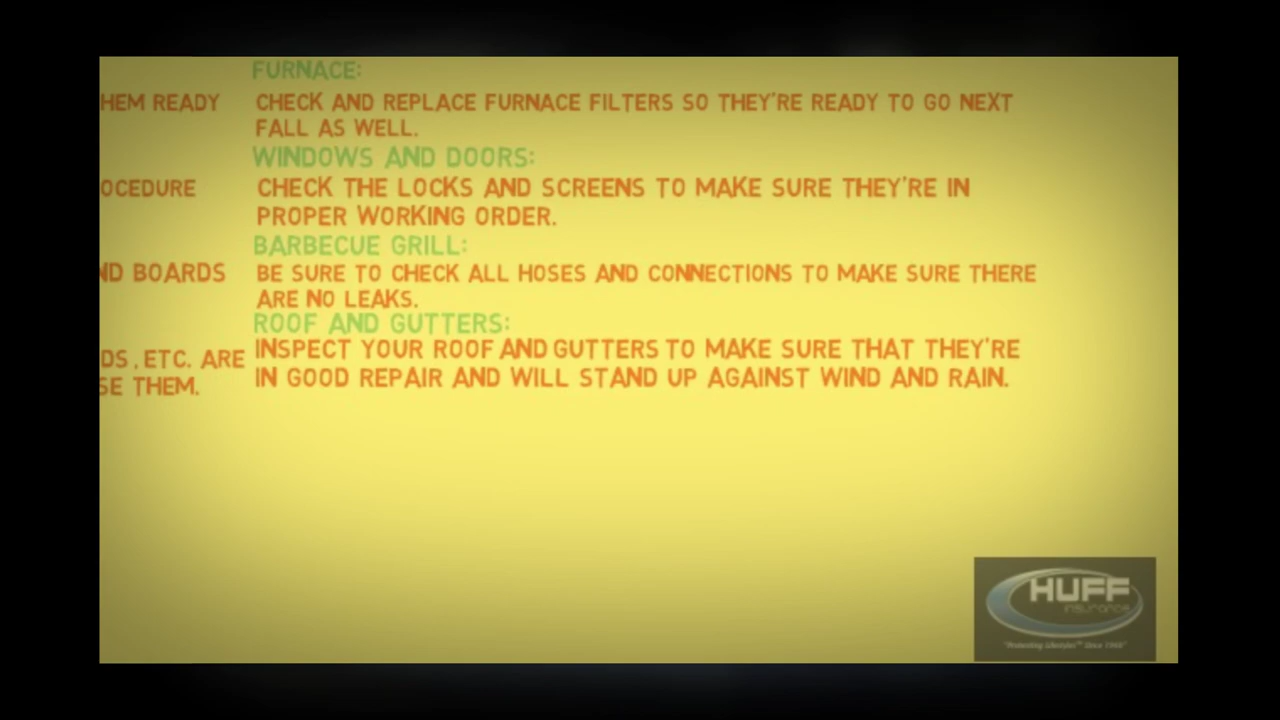 FURNACE:
HEM READY
CHECK AND REPLACE FURNACE FILTERS SO THEY'RE READY TO GO NEXT
FALL AS WELL.
WINDOWS AND DOORS:
OCEDURE
CHECK THE LOCKS AND SCREENS TO MAKE SURE THEY'RE IN
PROPER WORKING ORDER.
BARBECUE GRILL:
ND BOARDS
BE SURE TO CHECK ALL HOSES AND CONNECTIONS TO MAKE SURE THERE
ARE NO LEAKS.
ROOF AND GUTTERS:
DS, ETC. ARE
SE THEM.
INSPECT YOUR ROOF AND GUTTERS TO MAKE SURE THAT THEY'RE
IN GOOD REPAIR AND WILL STAND UP AGAINST WIND AND RAIN.
HUFF
insurance
"Protecting Lifestyles™ Since 1960"